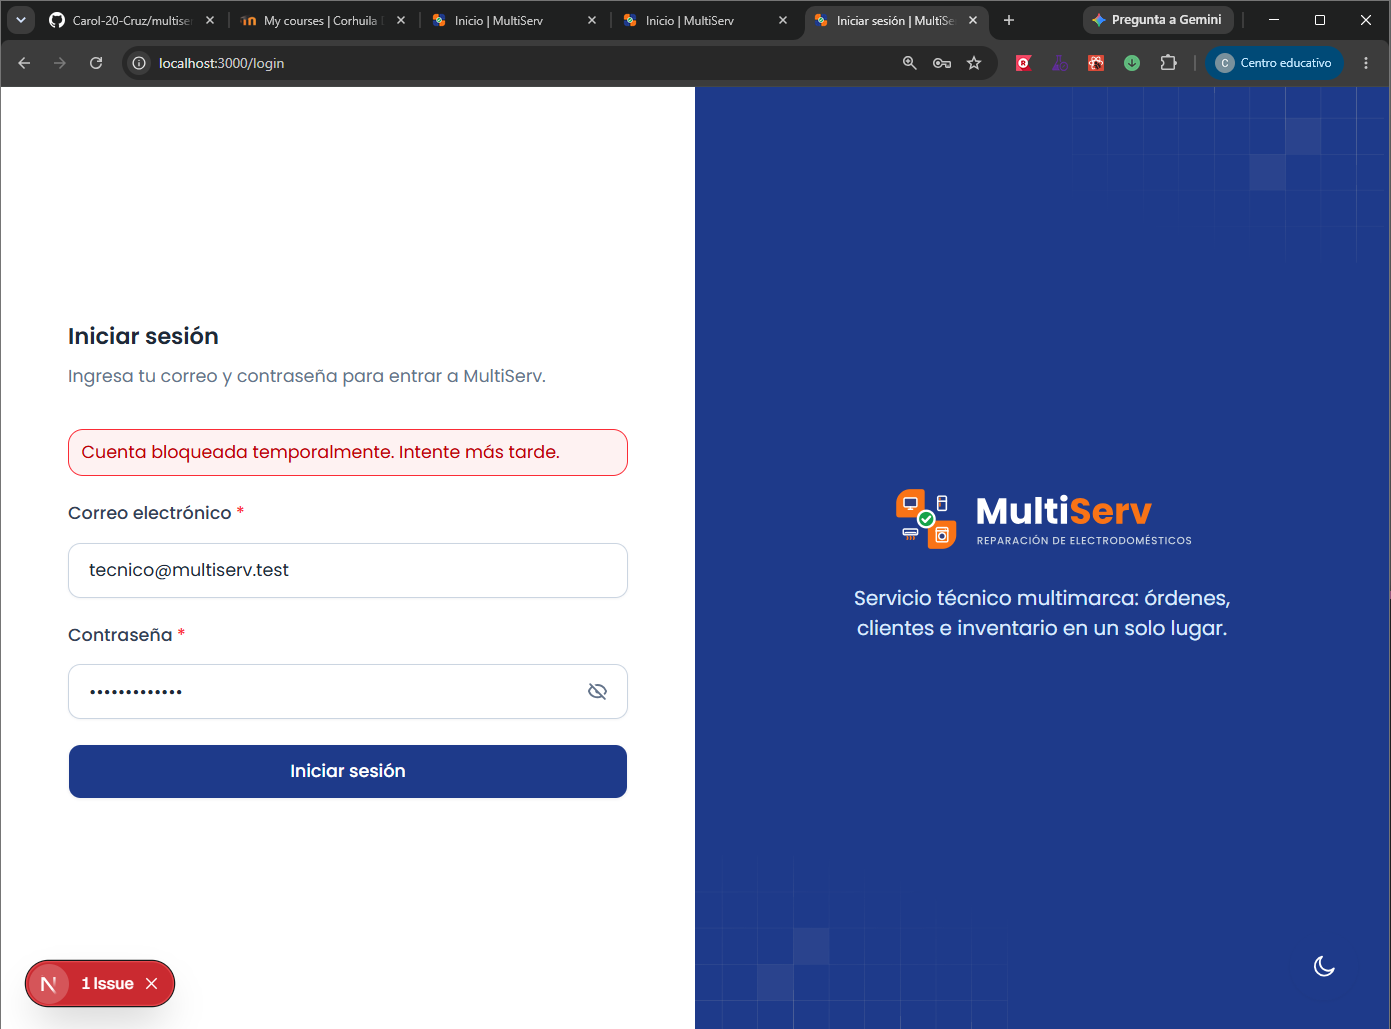 Carol-20-Cruz/multiser
My courses | Corhuila
Inicio | MultiServ
Inicio | MultiServ
Iniciar sesión | MultiSe
Pregunta a Gemini
localhost:3000/login
C Centro educativo
Iniciar sesión
Ingresa tu correo y contraseña para entrar a MultiServ.
Cuenta bloqueada temporalmente. Intente más tarde.
Correo electrónico *
tecnico@multiserv.test
Contraseña *
•••••••••••••
Iniciar sesión
N 1 Issue
MultiServ
REPARACIÓN DE ELECTRODOMÉSTICOS
Servicio técnico multimarca: órdenes,
clientes e inventario en un solo lugar.